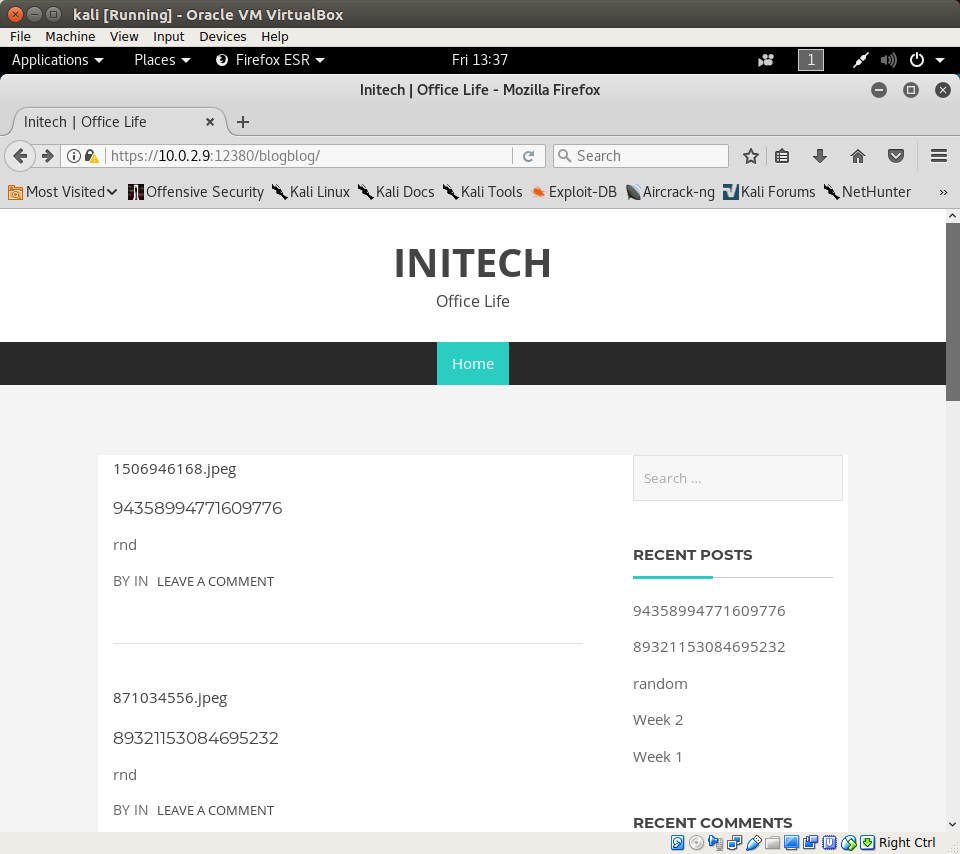 kali [Running] - Oracle VM VirtualBox
File Machine View Input Devices Help
Applications Places Firefox ESR Fri 13:37 1
Initech | Office Life - Mozilla Firefox
Initech | Office Life
https://10.0.2.9:12380/blogblog/ Search
Most Visited Offensive Security Kali Linux Kali Docs Kali Tools Exploit-DB Aircrack-ng Kali Forums NetHunter »
INITECH
Office Life
Home
1506946168.jpeg
94358994771609776
rnd
BY IN LEAVE A COMMENT
871034556.jpeg
89321153084695232
rnd
BY IN LEAVE A COMMENT
Search ...
RECENT POSTS
94358994771609776
89321153084695232
random
Week 2
Week 1
RECENT COMMENTS
Right Ctrl